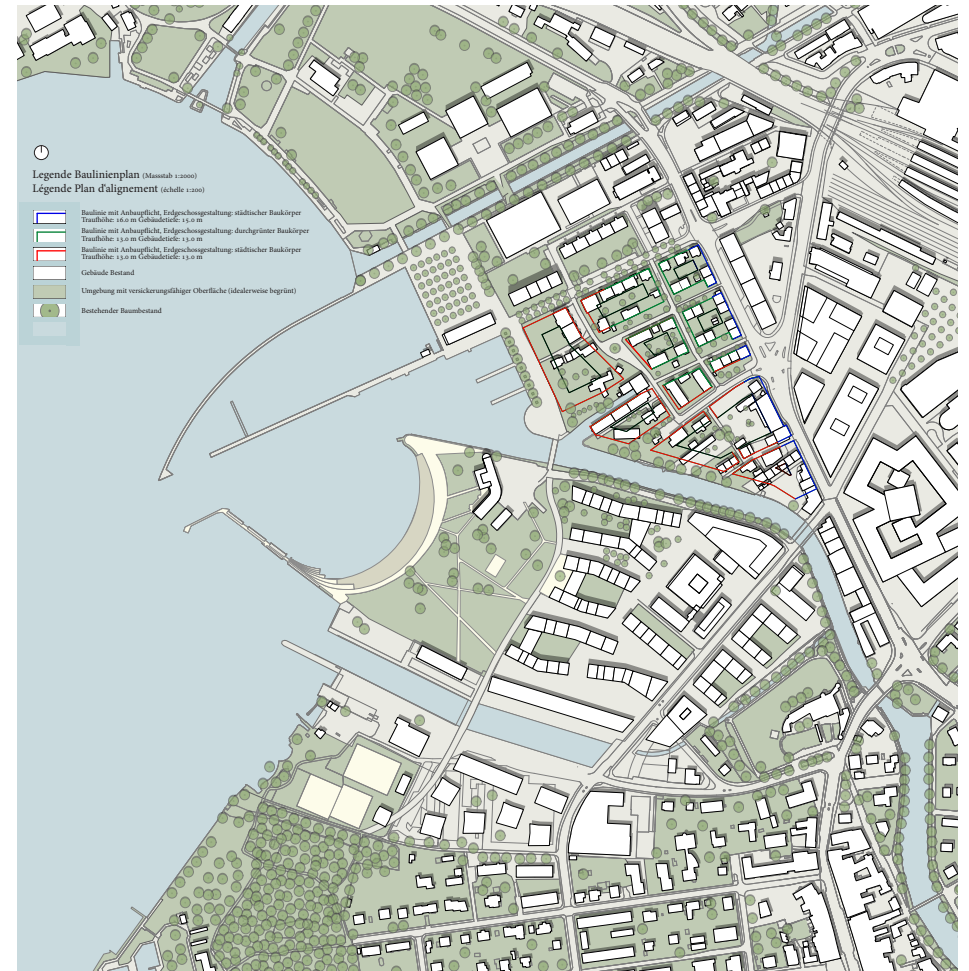 Legende Baulinienplan (Massstab 1:2000)
Légende Plan d'alignement (échelle 1:200)
Baulinie mit Anbaupflicht, Erdgeschossgestaltung: städtischer Baukörper
Traufhöhe: 16.0 m Gebäudetiefe: 15.0 m
Baulinie mit Anbaupflicht, Erdgeschossgestaltung: durchgrünter Baukörper
Traufhöhe: 13.0 m Gebäudetiefe: 13.0 m
Baulinie mit Anbaupflicht, Erdgeschossgestaltung: städtischer Baukörper
Traufhöhe: 13.0 m Gebäudetiefe: 13.0 m
Gebäude Bestand
Umgebung mit versickerungsfähiger Oberfläche (idealerweise begrünt)
Bestehender Baumbestand